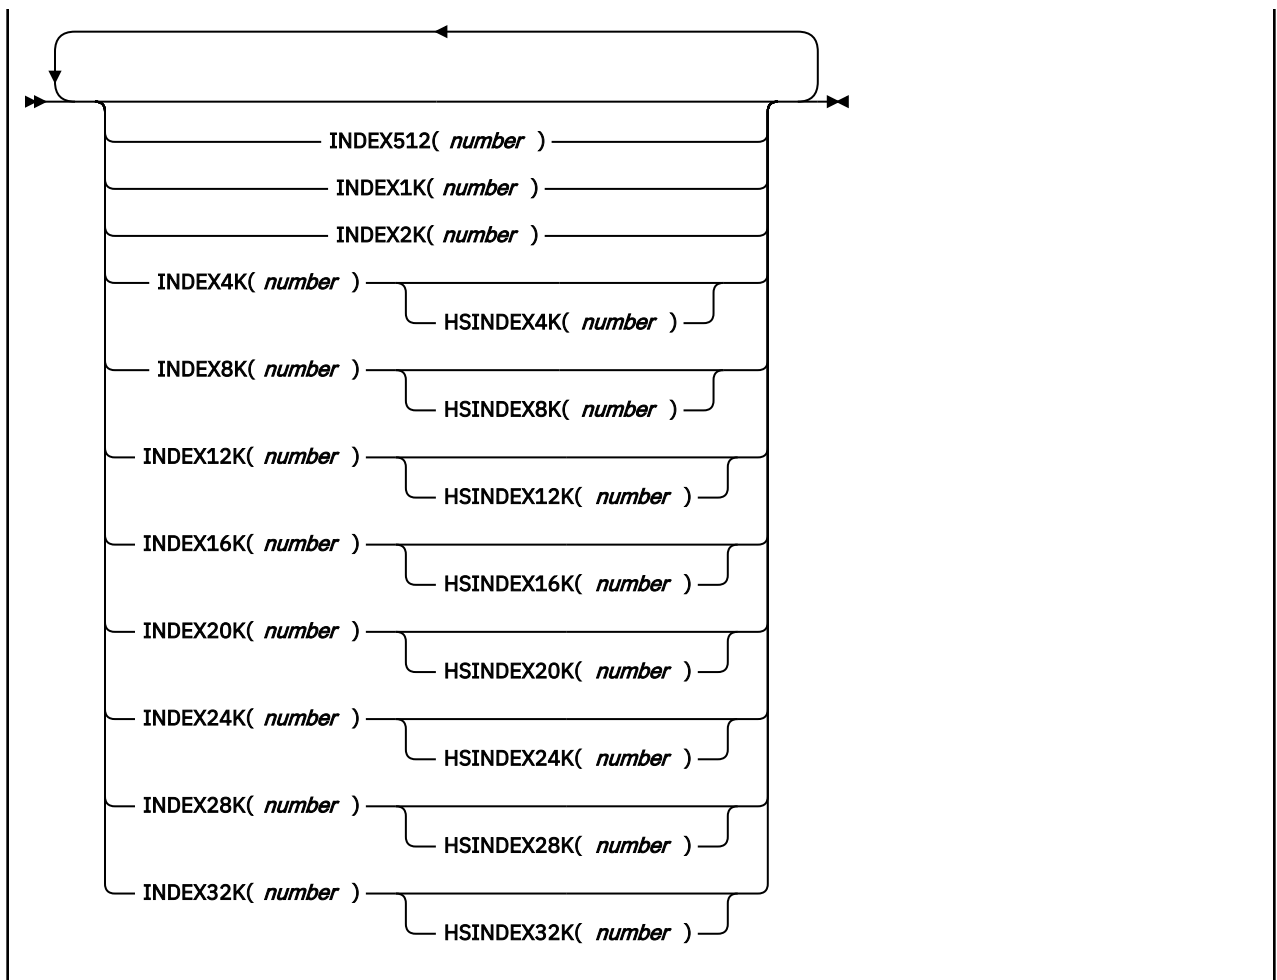 INDEX512( number )
INDEX1K( number )
INDEX2K( number )
INDEX4K( number )
HSINDEX4K( number )
INDEX8K( number )
HSINDEX8K( number )
INDEX12K( number )
HSINDEX12K( number )
INDEX16K( number )
HSINDEX16K( number )
INDEX20K( number )
HSINDEX20K( number )
INDEX24K( number )
HSINDEX24K( number )
INDEX28K( number )
HSINDEX28K( number )
INDEX32K( number )
HSINDEX32K( number )